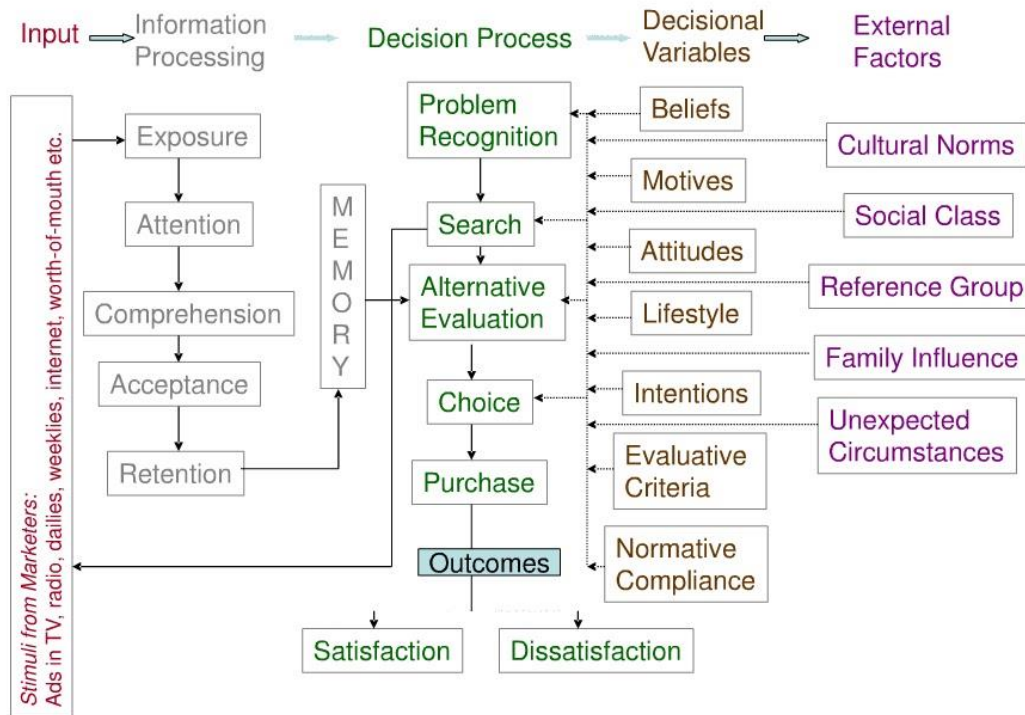 Input
Information
Processing
Decision Process
Decisional
Variables
External
Factors
Stimuli from Marketers:
Ads in TV, radio, dailies, weeklies, internet, worth-of-mouth etc.
Exposure
Attention
Comprehension
Acceptance
Retention
M
E
M
O
R
Y
Problem
Recognition
Search
Alternative
Evaluation
Choice
Purchase
Outcomes
Satisfaction
Dissatisfaction
Beliefs
Motives
Attitudes
Lifestyle
Intentions
Evaluative
Criteria
Normative
Compliance
Cultural Norms
Social Class
Reference Group
Family Influence
Unexpected
Circumstances